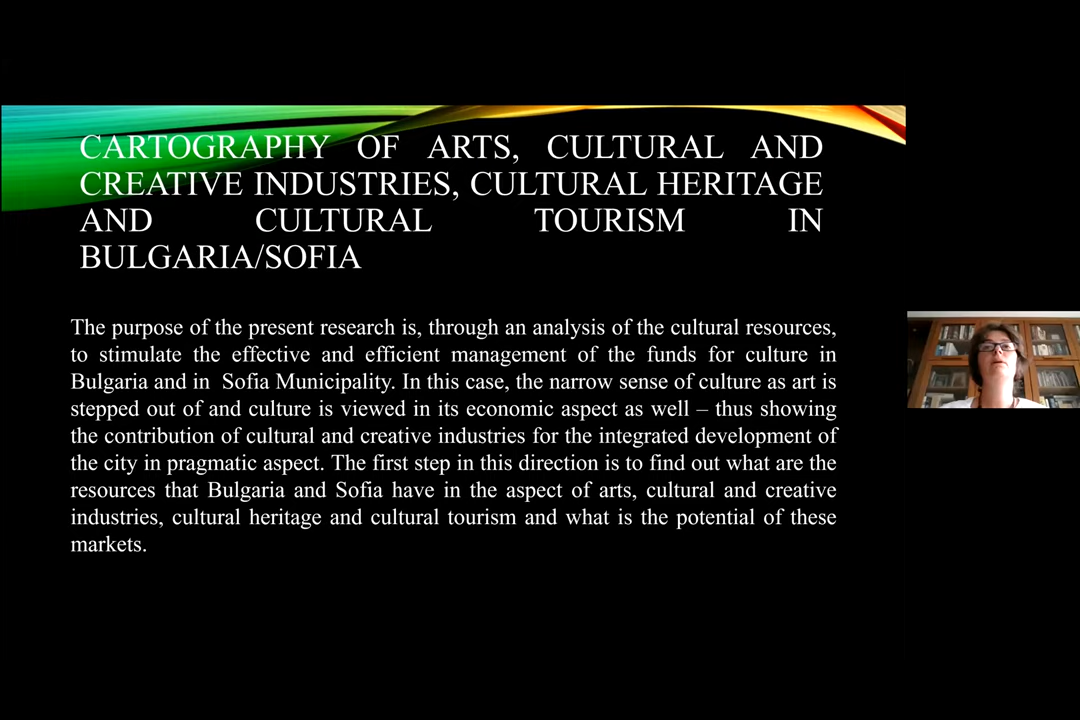 CARTOGRAPHY OF ARTS, CULTURAL AND
CREATIVE INDUSTRIES, CULTURAL HERITAGE
AND CULTURAL TOURISM IN
BULGARIA/SOFIA
The purpose of the present research is, through an analysis of the cultural resources,
to stimulate the effective and efficient management of the funds for culture in
Bulgaria and in Sofia Municipality. In this case, the narrow sense of culture as art is
stepped out of and culture is viewed in its economic aspect as well – thus showing
the contribution of cultural and creative industries for the integrated development of
the city in pragmatic aspect. The first step in this direction is to find out what are the
resources that Bulgaria and Sofia have in the aspect of arts, cultural and creative
industries, cultural heritage and cultural tourism and what is the potential of these
markets.